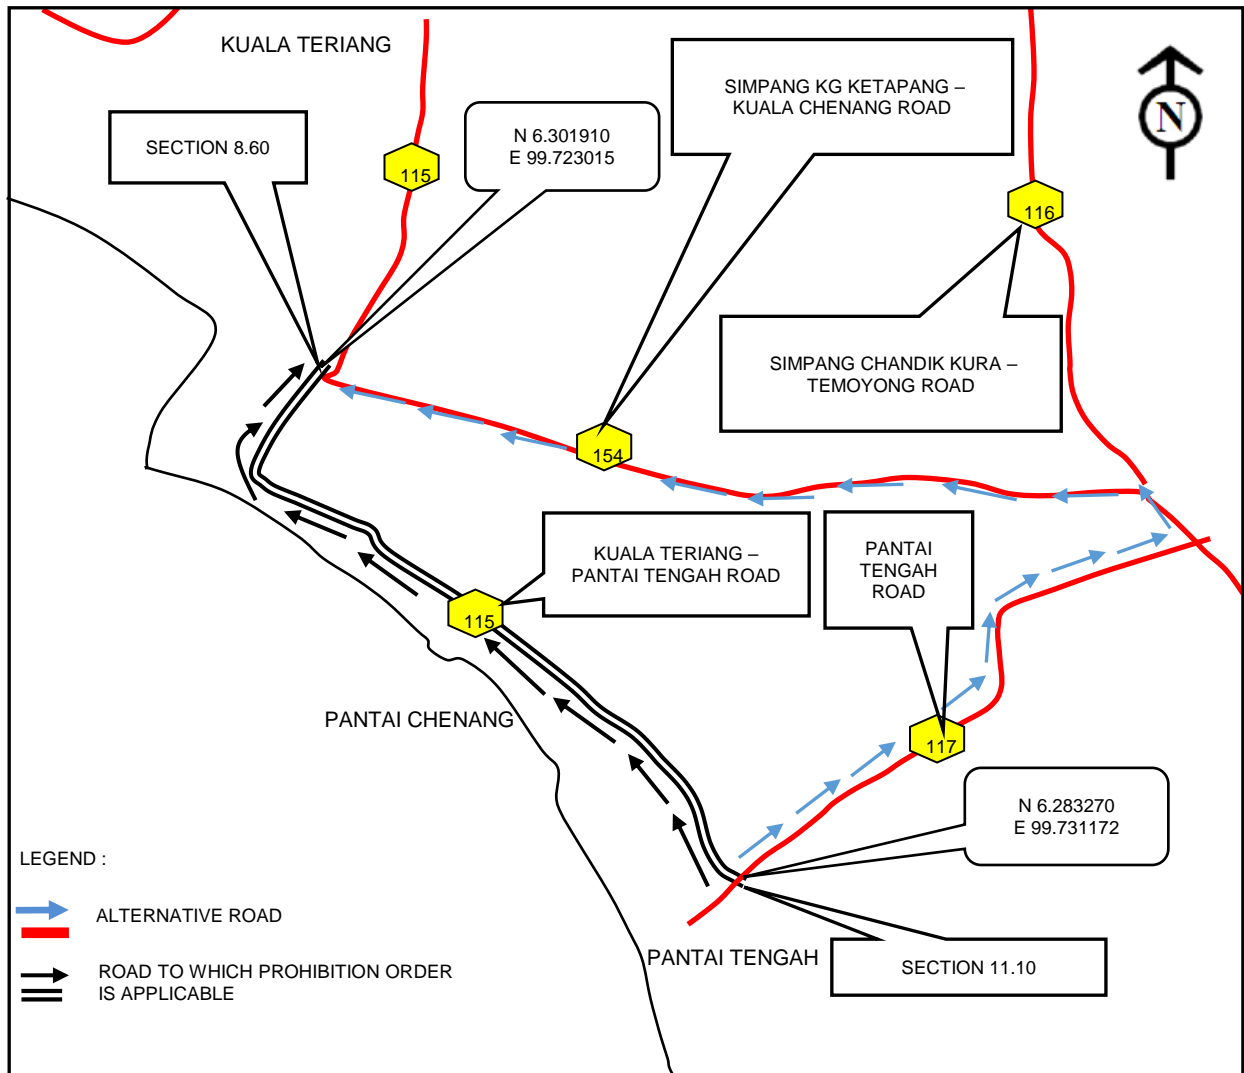 KUALA TERIANG
SIMPANG KG KETAPANG –
KUALA CHENANG ROAD
N
SECTION 8.60
N 6.301910
E 99.723015
115
116
SIMPANG CHANDIK KURA –
TEMOYONG ROAD
154
KUALA TERIANG –
PANTAI TENGAH ROAD
PANTAI
TENGAH
ROAD
115
PANTAI CHENANG
117
N 6.283270
E 99.731172
LEGEND :
ALTERNATIVE ROAD
PANTAI TENGAH
SECTION 11.10
ROAD TO WHICH PROHIBITION ORDER
IS APPLICABLE